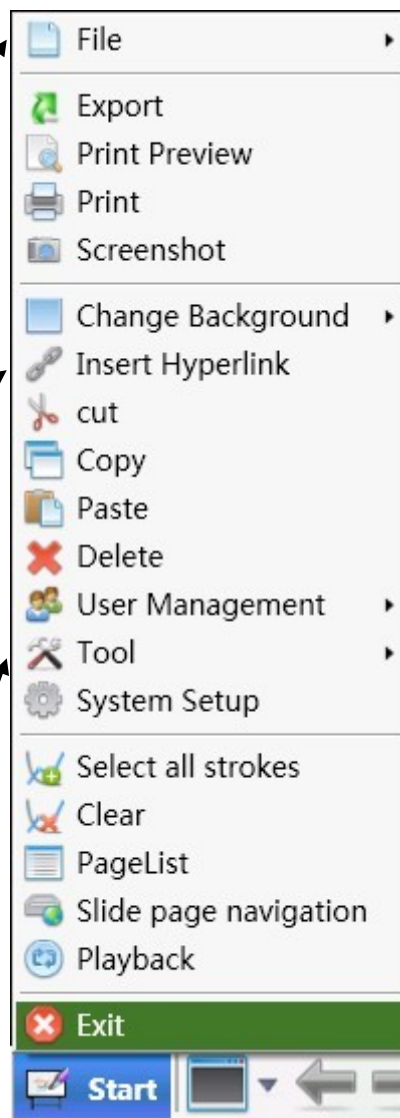 File
Export
Print Preview
Print
Screenshot
Change Background
Insert Hyperlink
cut
Copy
Paste
Delete
User Management
Tool
System Setup
Select all strokes
Clear
PageList
Slide page navigation
Playback
Exit
Start